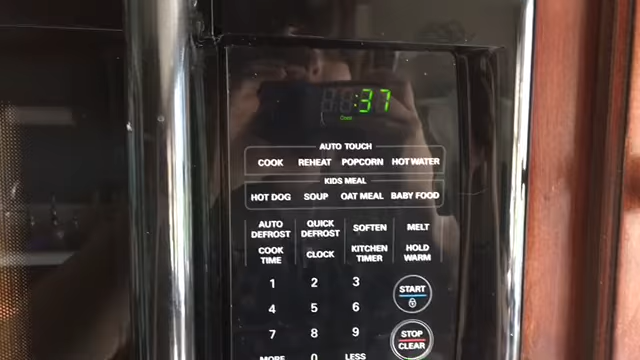 :37
Cook
AUTO TOUCH
COOK REHEAT POPCORN HOT WATER
KIDS MEAL
HOT DOG SOUP OAT MEAL BABY FOOD
AUTO DEFROST QUICK DEFROST SOFTEN MELT
COOK TIME CLOCK KITCHEN TIMER HOLD WARM
1 2 3
START
4 5 6
7 8 9
STOP
CLEAR
MORE 0 LESS